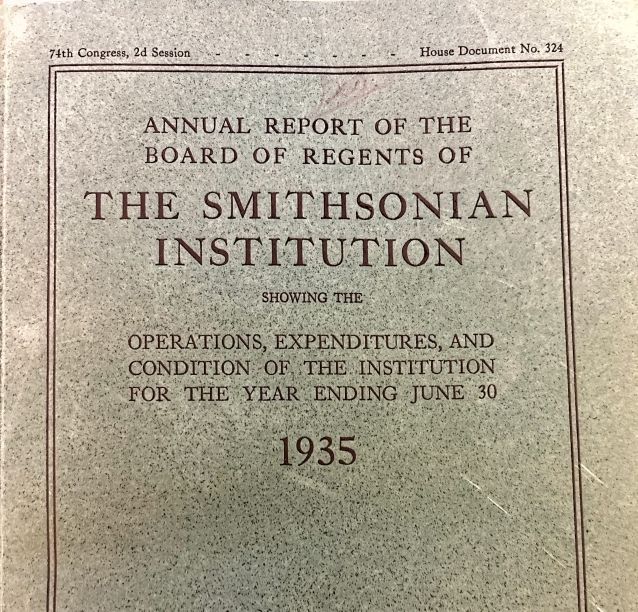 74th Congress, 2d Session - - - - - - - House Document No. 324
ANNUAL REPORT OF THE
BOARD OF REGENTS OF
THE SMITHSONIAN
INSTITUTION
SHOWING THE
OPERATIONS, EXPENDITURES, AND
CONDITION OF THE INSTITUTION
FOR THE YEAR ENDING JUNE 30
1935